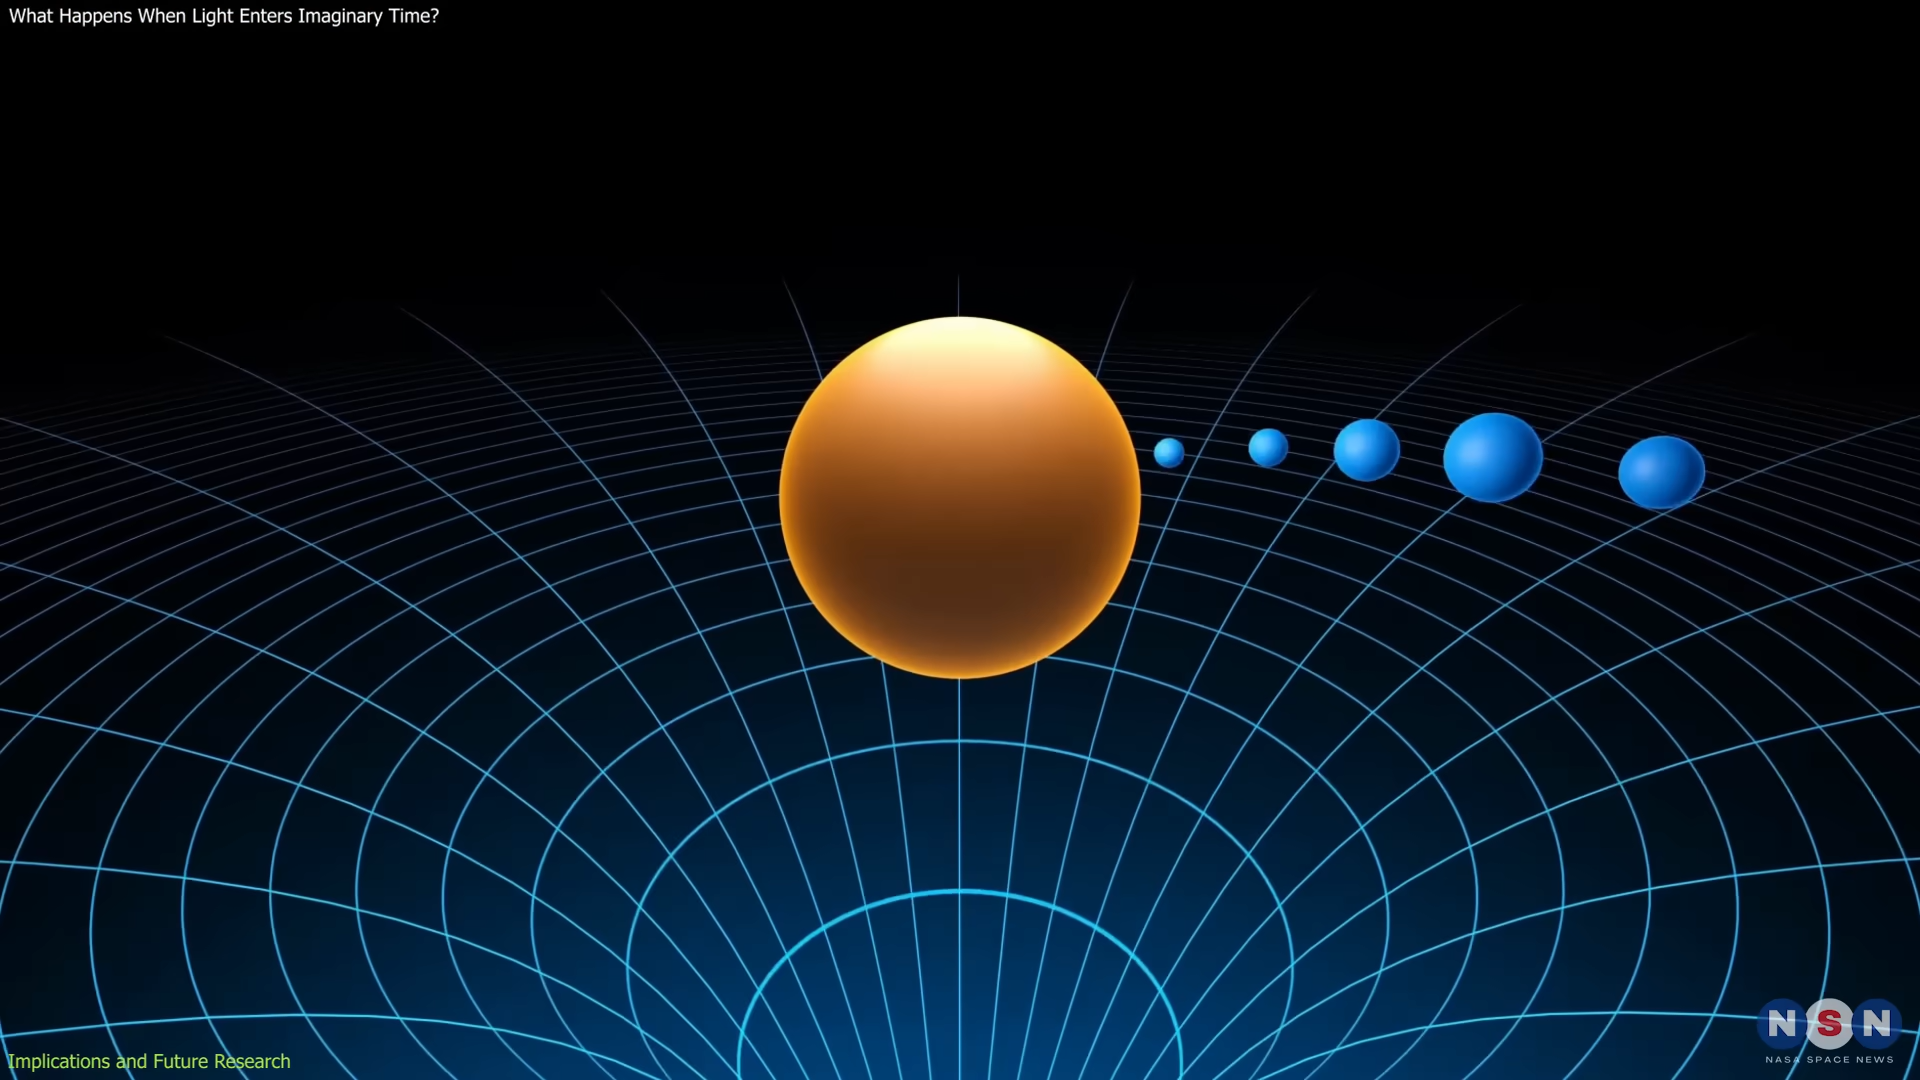 What Happens When Light Enters Imaginary Time?
Implications and Future Research
NSN
NASA SPACE NEWS